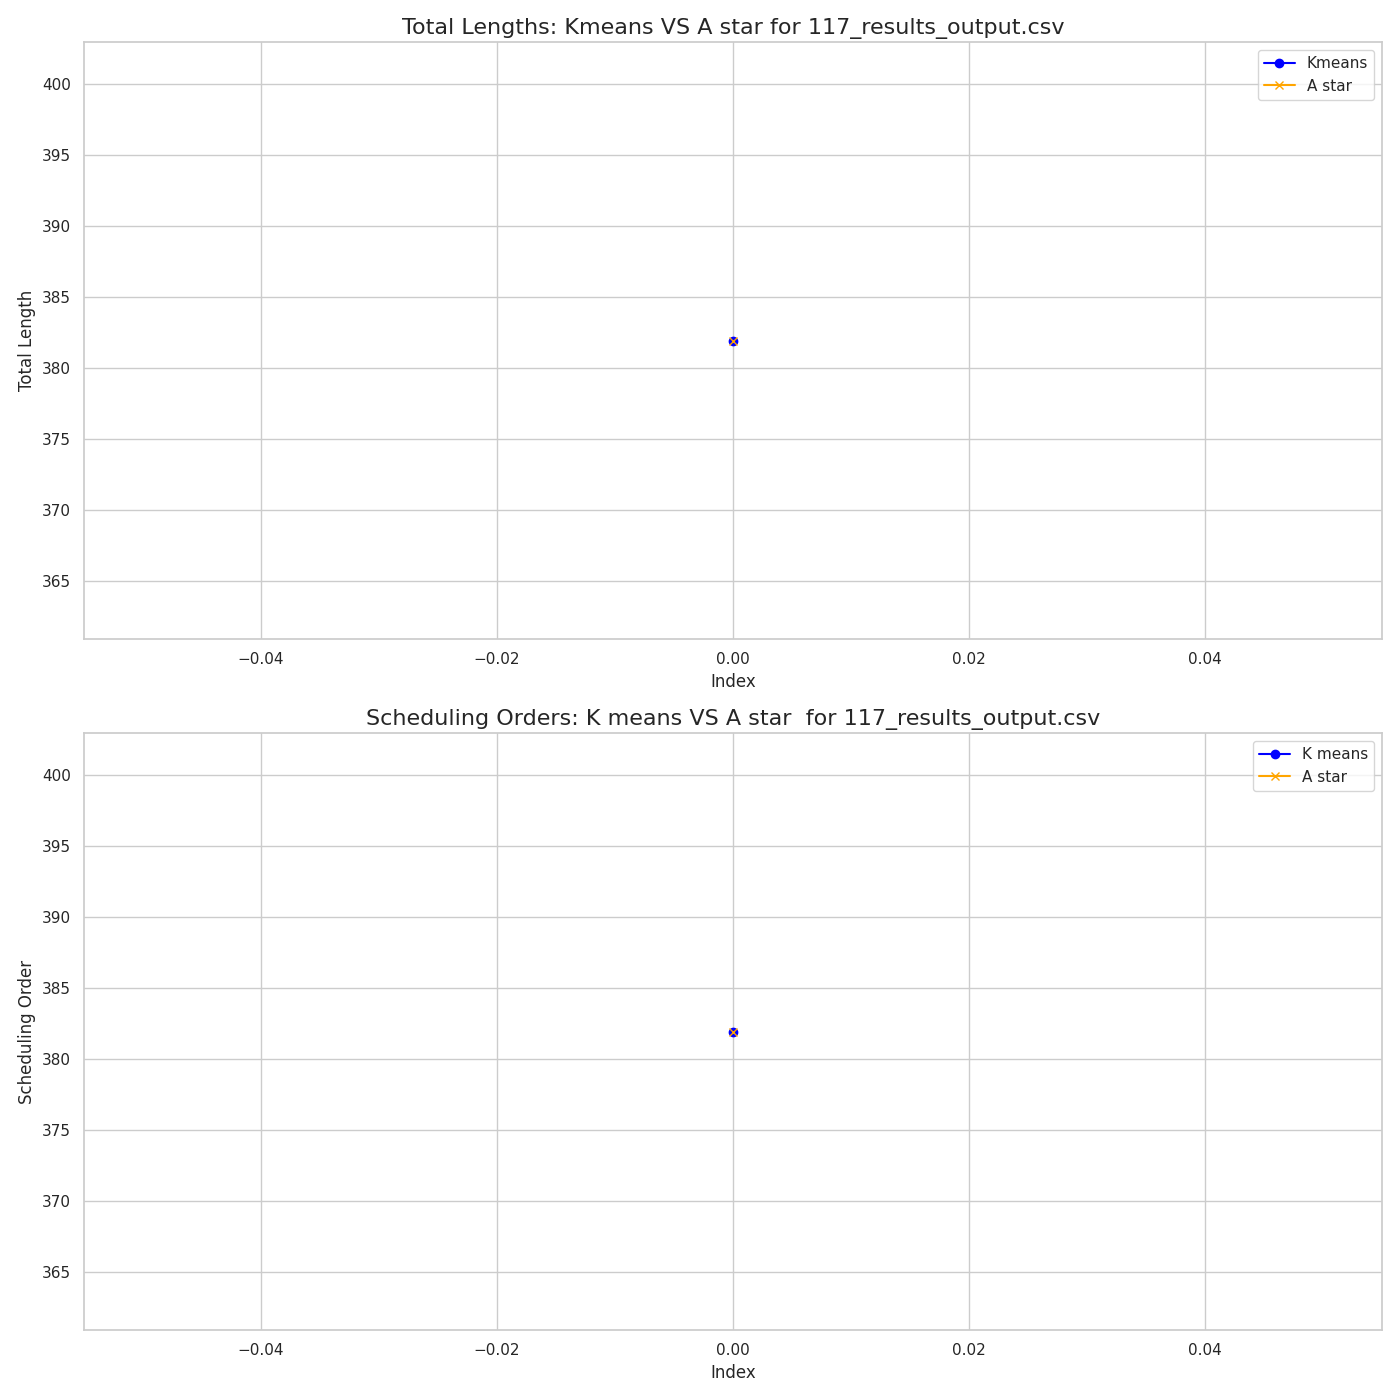 Total Lengths: Kmeans VS A star for 117_results_output.csv
Kmeans
A star
Total Length
400
395
390
385
380
375
370
365
−0.04
−0.02
0.00
0.02
0.04
Index
Scheduling Orders: K means VS A star  for 117_results_output.csv
K means
A star
Scheduling Order
400
395
390
385
380
375
370
365
−0.04
−0.02
0.00
0.02
0.04
Index